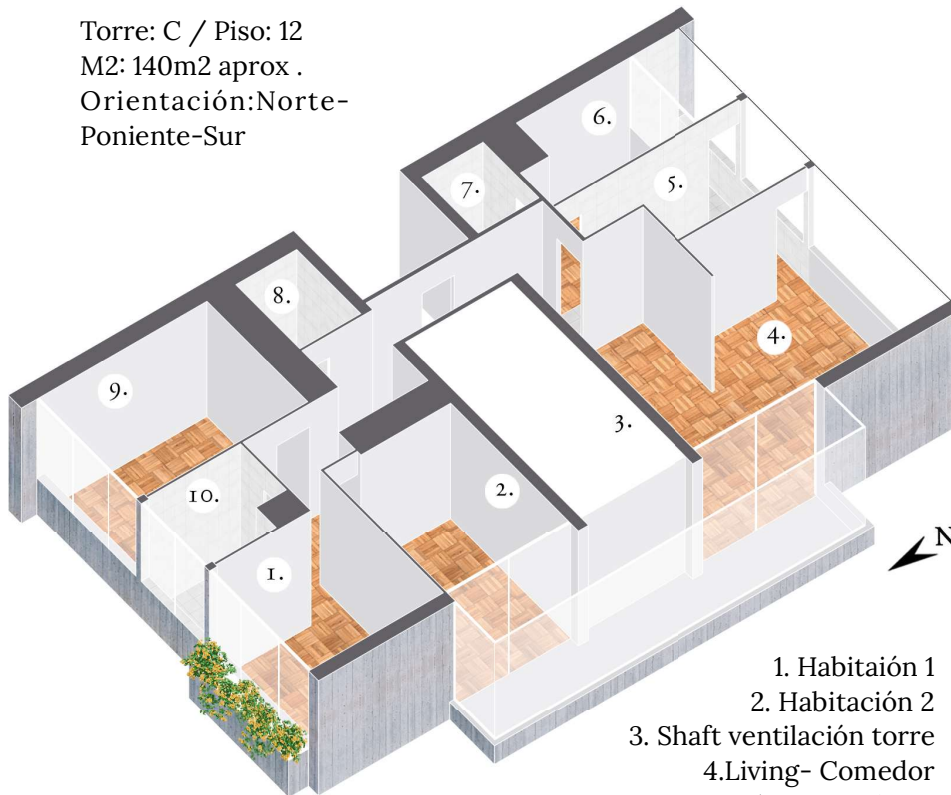 Torre: C / Piso: 12
M2: 140m2 aprox .
Orientación:Norte-
Poniente-Sur
6.
5.
7.
8.
4.
9.
3.
2.
10.
N
1.
1. Habitaión 1
2. Habitación 2
3. Shaft ventilación torre
4.Living- Comedor